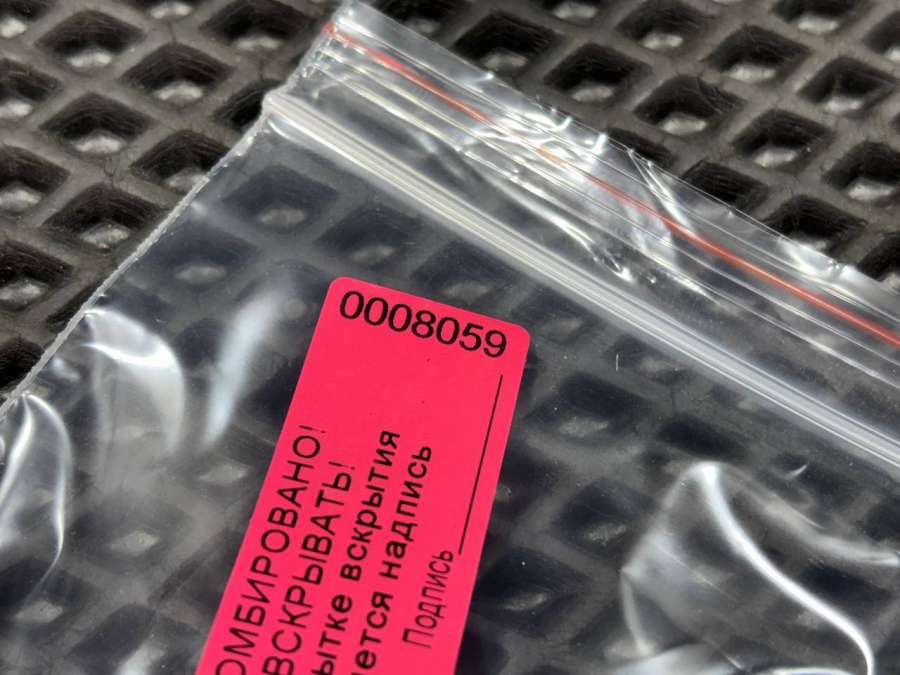 0008059
ОМБИРОВАНО!
ВСКРЫВАТЬ!
ытке вскрытия
ется надпись
Подпись